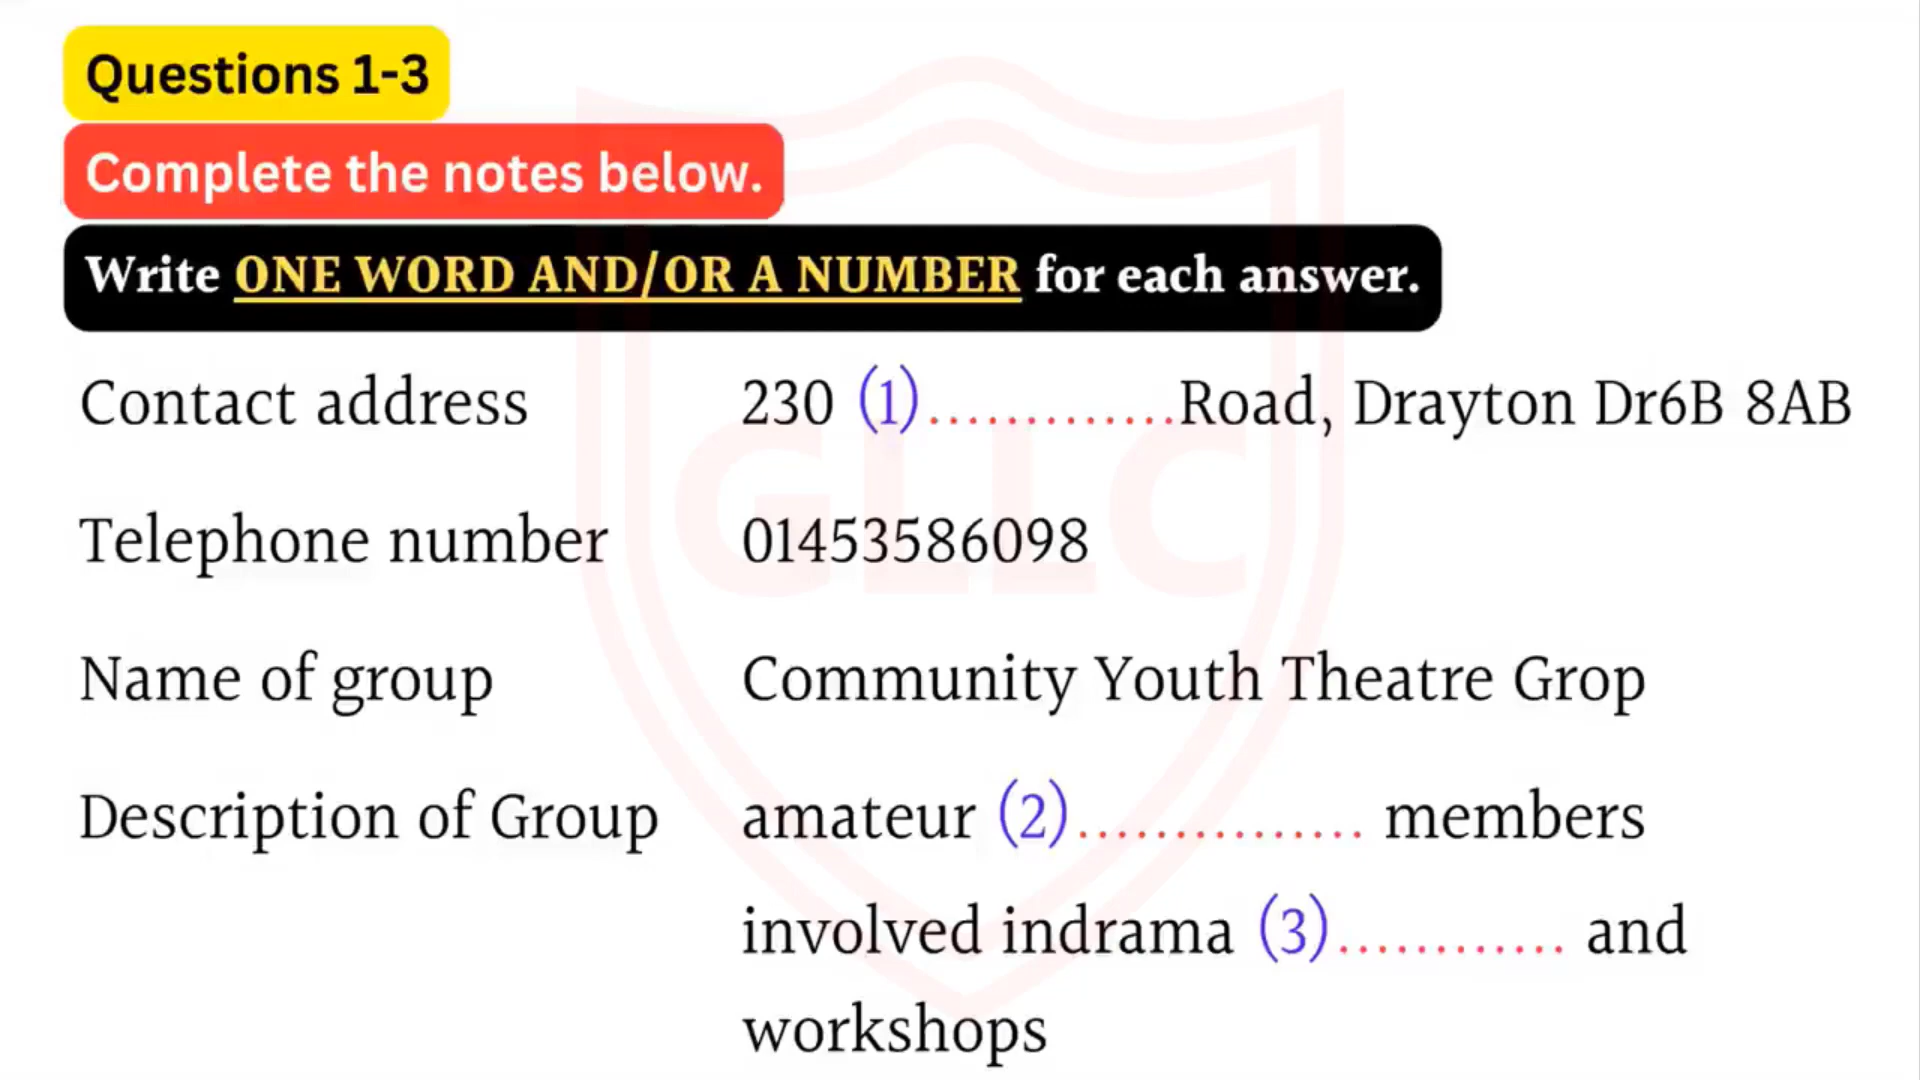 Questions 1-3
Complete the notes below.
Write ONE WORD AND/OR A NUMBER for each answer.
Contact address 230 (1).............Road, Drayton Dr6B 8AB
Telephone number 01453586098
Name of group Community Youth Theatre Grop
Description of Group amateur (2)............... members
involved indrama (3)............ and
workshops
GLLC